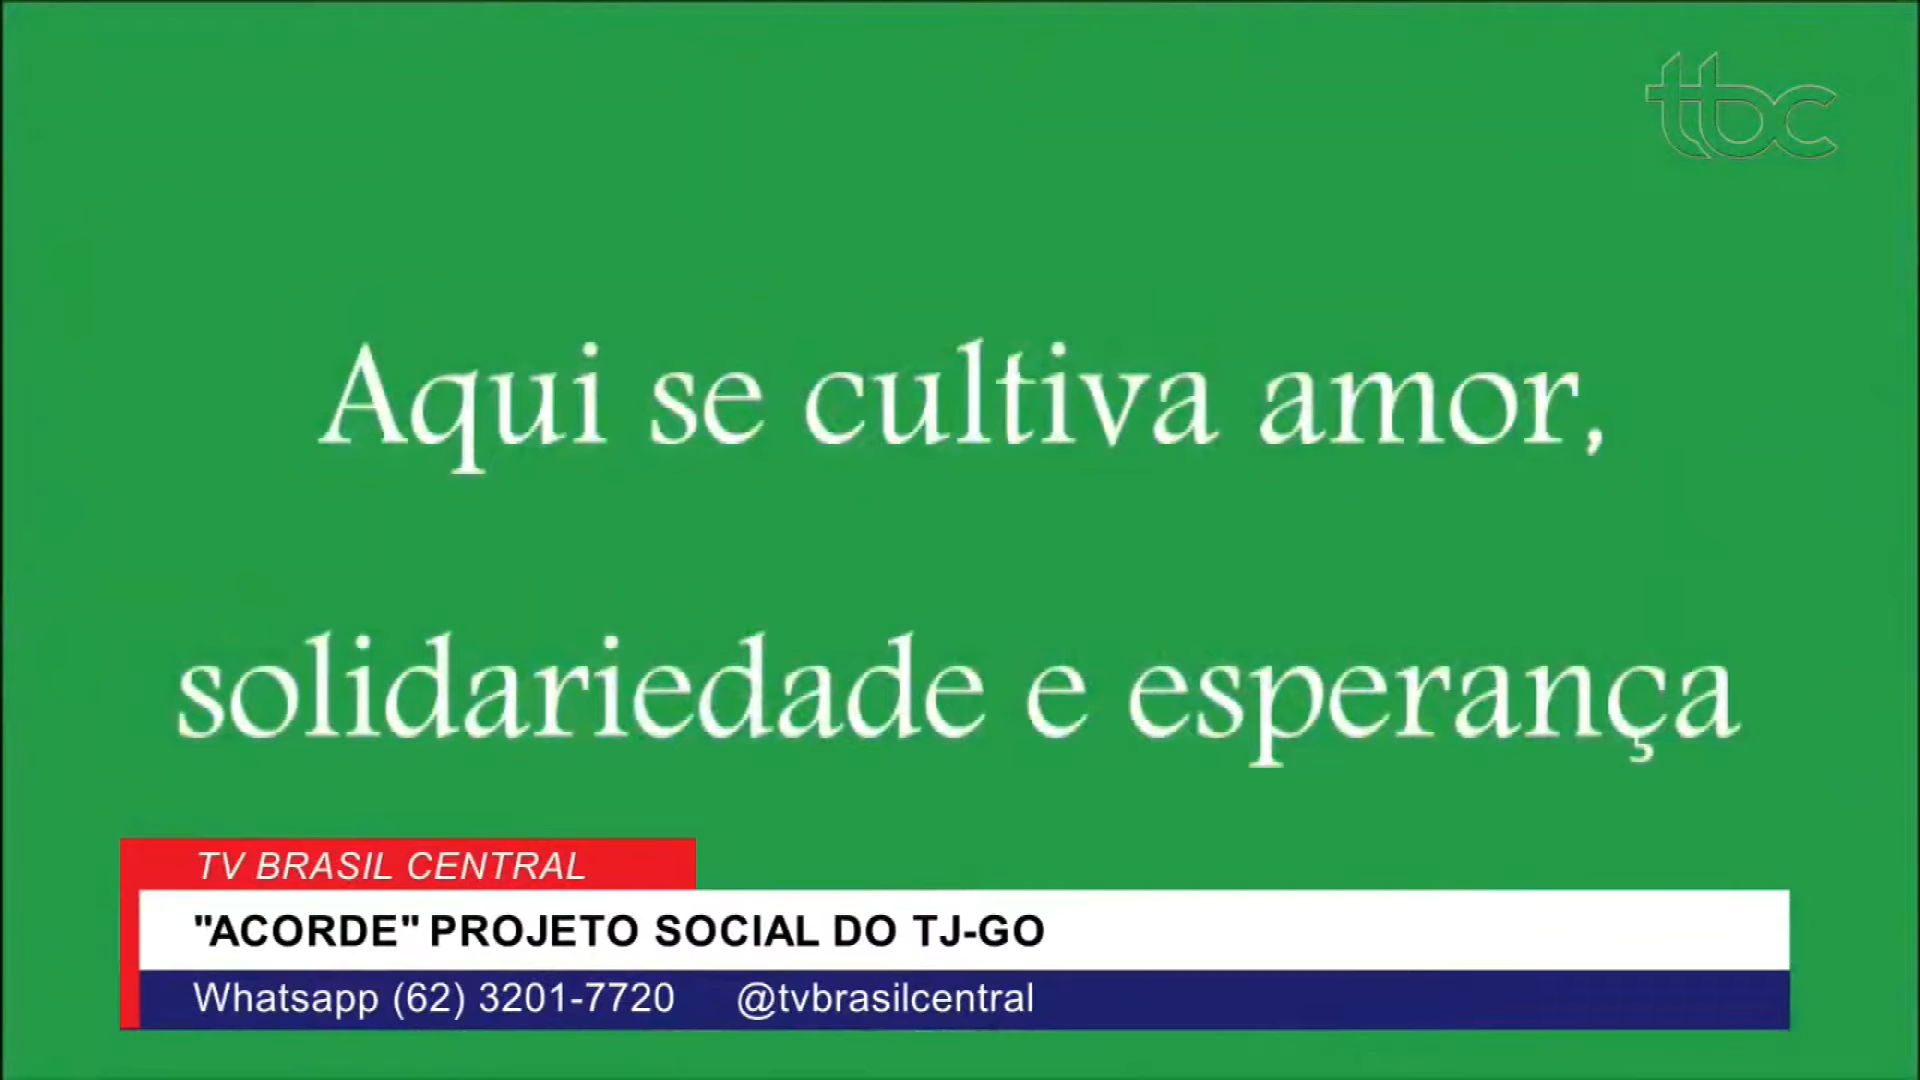 tbc
Aqui se cultiva amor,
solidariedade e esperança
TV BRASIL CENTRAL
"ACORDE" PROJETO SOCIAL DO TJ-GO
Whatsapp (62) 3201-7720 @tvbrasilcentral